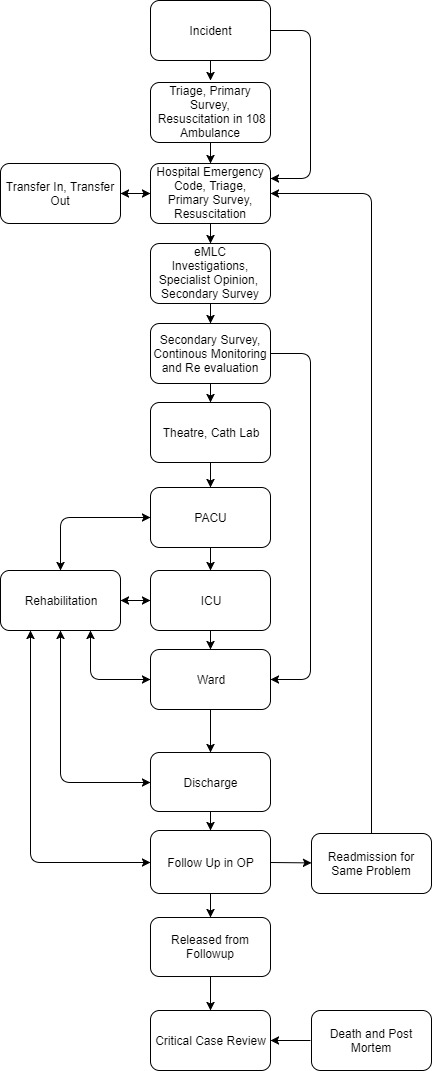 Incident
Triage, Primary
Survey,
Resuscitation in 108
Ambulance
Hospital Emergency
Code, Triage,
Primary Survey,
Resuscitation
Transfer In, Transfer
Out
eMLC
Investigations,
Specialist Opinion,
Secondary Survey
Secondary Survey,
Continous Monitoring
and Re evaluation
Theatre, Cath Lab
PACU
Rehabilitation
ICU
Ward
Discharge
Follow Up in OP
Readmission for
Same Problem
Released from
Followup
Critical Case Review
Death and Post
Mortem